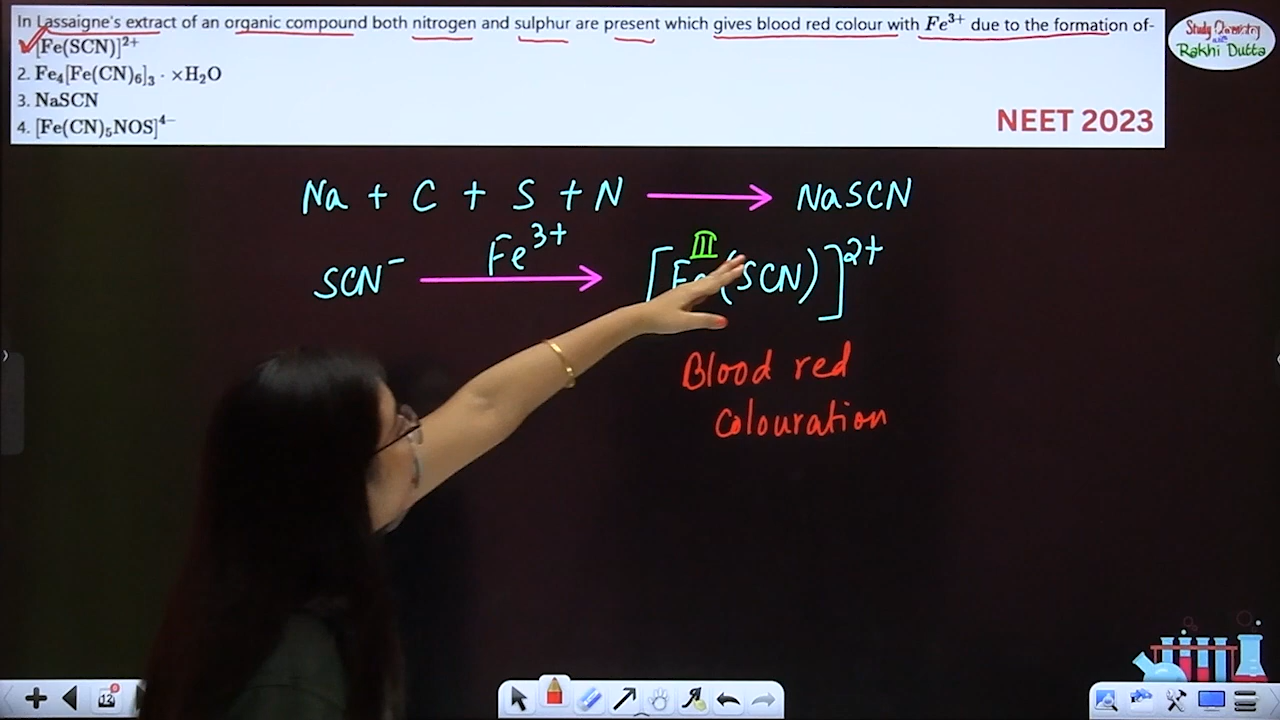 In Lassaigne's extract of an organic compound both nitrogen and sulphur are present which gives blood red colour with Fe³⁺ due to the formation of-
[Fe(SCN)]²⁺
2. Fe₄[Fe(CN)₆]₃ · ×H₂O
3. NaSCN
4. [Fe(CN)₅NOS]⁴⁻
NEET 2023
Study Chemistry
with
Rakhi Dutta
Na + C + S + N ⟶ NaSCN
SCN⁻ Fe³⁺ ⟶ [Fe(SCN)]²⁺
III
Blood red
Colouration
12